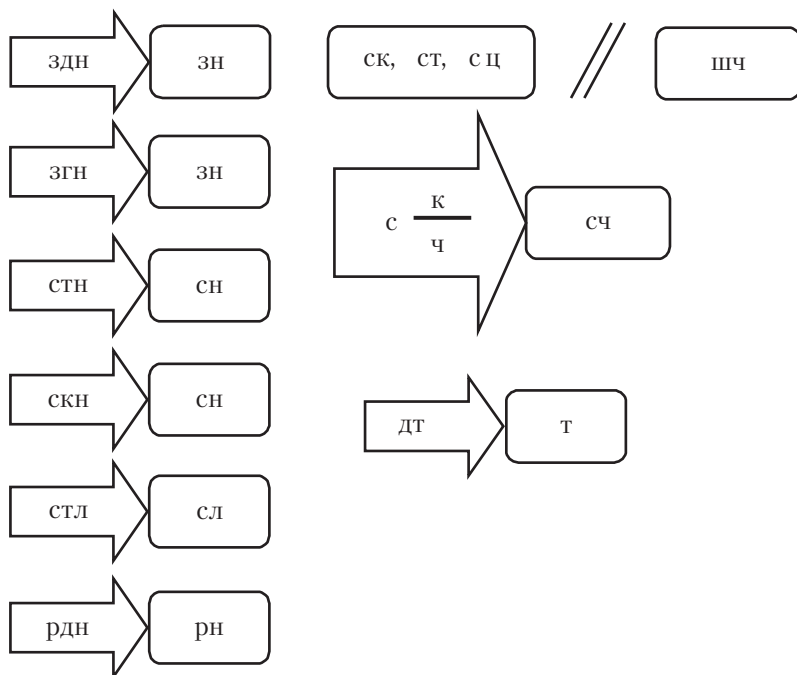 здн зн
згн зн
стн сн
скн сн
стл сл
рдн рн
ск, ст, сц // шч
с к
ч сч
дт т